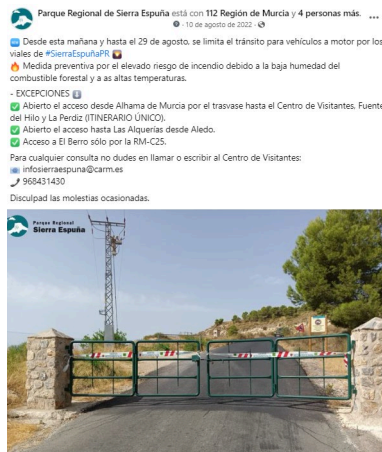 Parque Regional de Sierra Espuña está con 112 Región de Murcia y 4 personas más.
· 10 de agosto de 2022 ·
Desde esta mañana y hasta el 29 de agosto, se limita el tránsito para vehículos a motor por los
viales de #SierraEspuñaPR
Medida preventiva por el elevado riesgo de incendio debido a la baja humedad del
combustible forestal y a as altas temperaturas.
- EXCEPCIONES
Abierto el acceso desde Alhama de Murcia por el trasvase hasta el Centro de Visitantes, Fuente
del Hilo y La Perdiz (ITINERARIO ÚNICO).
Abierto el acceso hasta Las Alquerías desde Aledo.
Acceso a El Berro sólo por la RM-C25.
Para cualquier consulta no dudes en llamar o escribir al Centro de Visitantes:
infosierraespuna@carm.es
968431430
Disculpad las molestias ocasionadas.
Parque Regional
Sierra Espuña